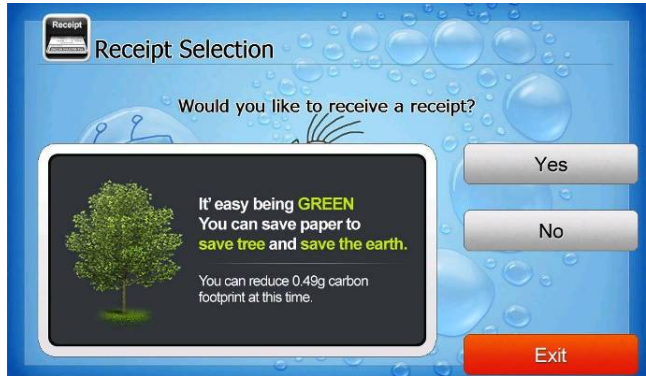 Receipt
Receipt Selection
Would you like to receive a receipt?
It' easy being GREEN
You can save paper to
save tree and save the earth.
You can reduce 0.49g carbon
footprint at this time.
Yes
No
Exit